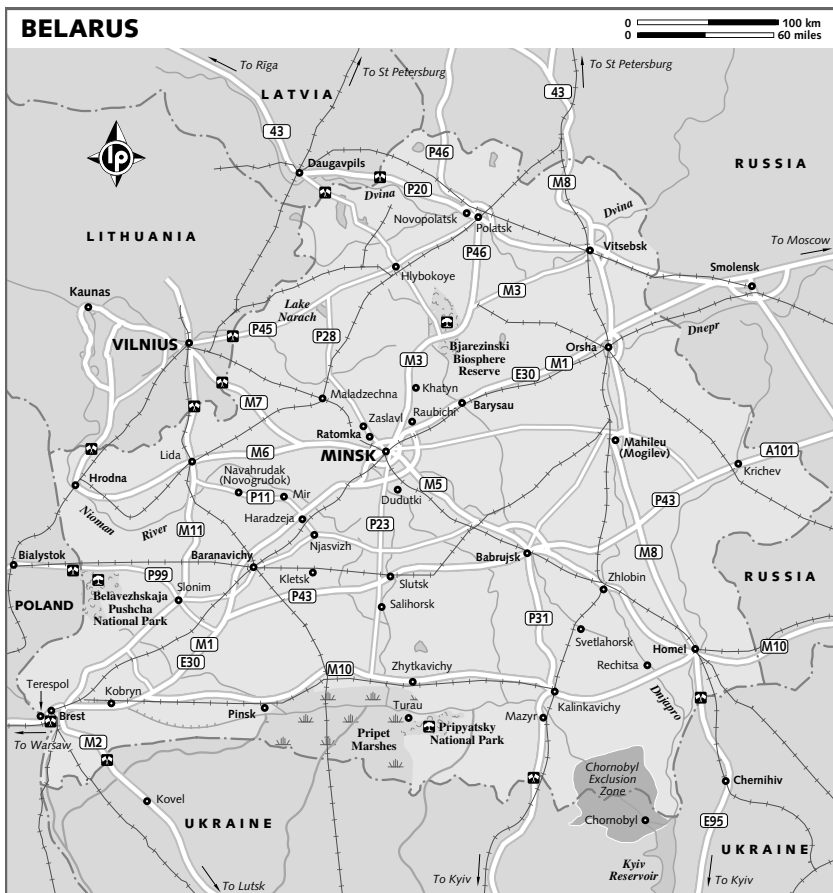 BELARUS
0 100 km
0 60 miles
To Rīga
To St Petersburg
To St Petersburg
LATVIA
43
43
lp
P46
RUSSIA
Daugavpils
M8
P20
Dvina
Dvina
Novopolatsk
Polatsk
LITHUANIA
Vitsebsk
To Moscow
P46
Hlybokoye
Smolensk
Kaunas
M3
Lake
Narach
Dnepr
P45
P28
VILNIUS
Orsha
Bjarezinski
Biosphere
Reserve
M3
M1
E30
Khatyn
M7
Maladzechna
Barysau
Zaslavl
Raubichi
Ratomka
Mahileu
(Mogilev)
M6
MINSK
A101
Lida
Krichev
Navahrudak
(Novogrudok)
Hrodna
M5
P11
Mir
Dudutki
P43
Nioman
River
Haradzeja
P23
M11
Njasvizh
M8
Bialystok
Baranavichy
Babrujsk
P99
Kletsk
Slutsk
RUSSIA
POLAND
Belavezhskaja
Pushcha
National Park
Slonim
P43
Zhlobin
Salihorsk
P31
Svetlahorsk
M1
Homel
M10
E30
M10
Rechitsa
Zhytkavichy
Terespol
Kobryn
Kalinkavichy
Dnjapro
Brest
Pinsk
Turau
Mazyr
Pripet
Marshes
Pripyatsky
National Park
To Warsaw
M2
Chornobyl
Exclusion
Zone
Chernihiv
Kovel
Chornobyl
UKRAINE
E95
UKRAINE
Kyiv
Reservoir
To Lutsk
To Kyiv
To Kyiv